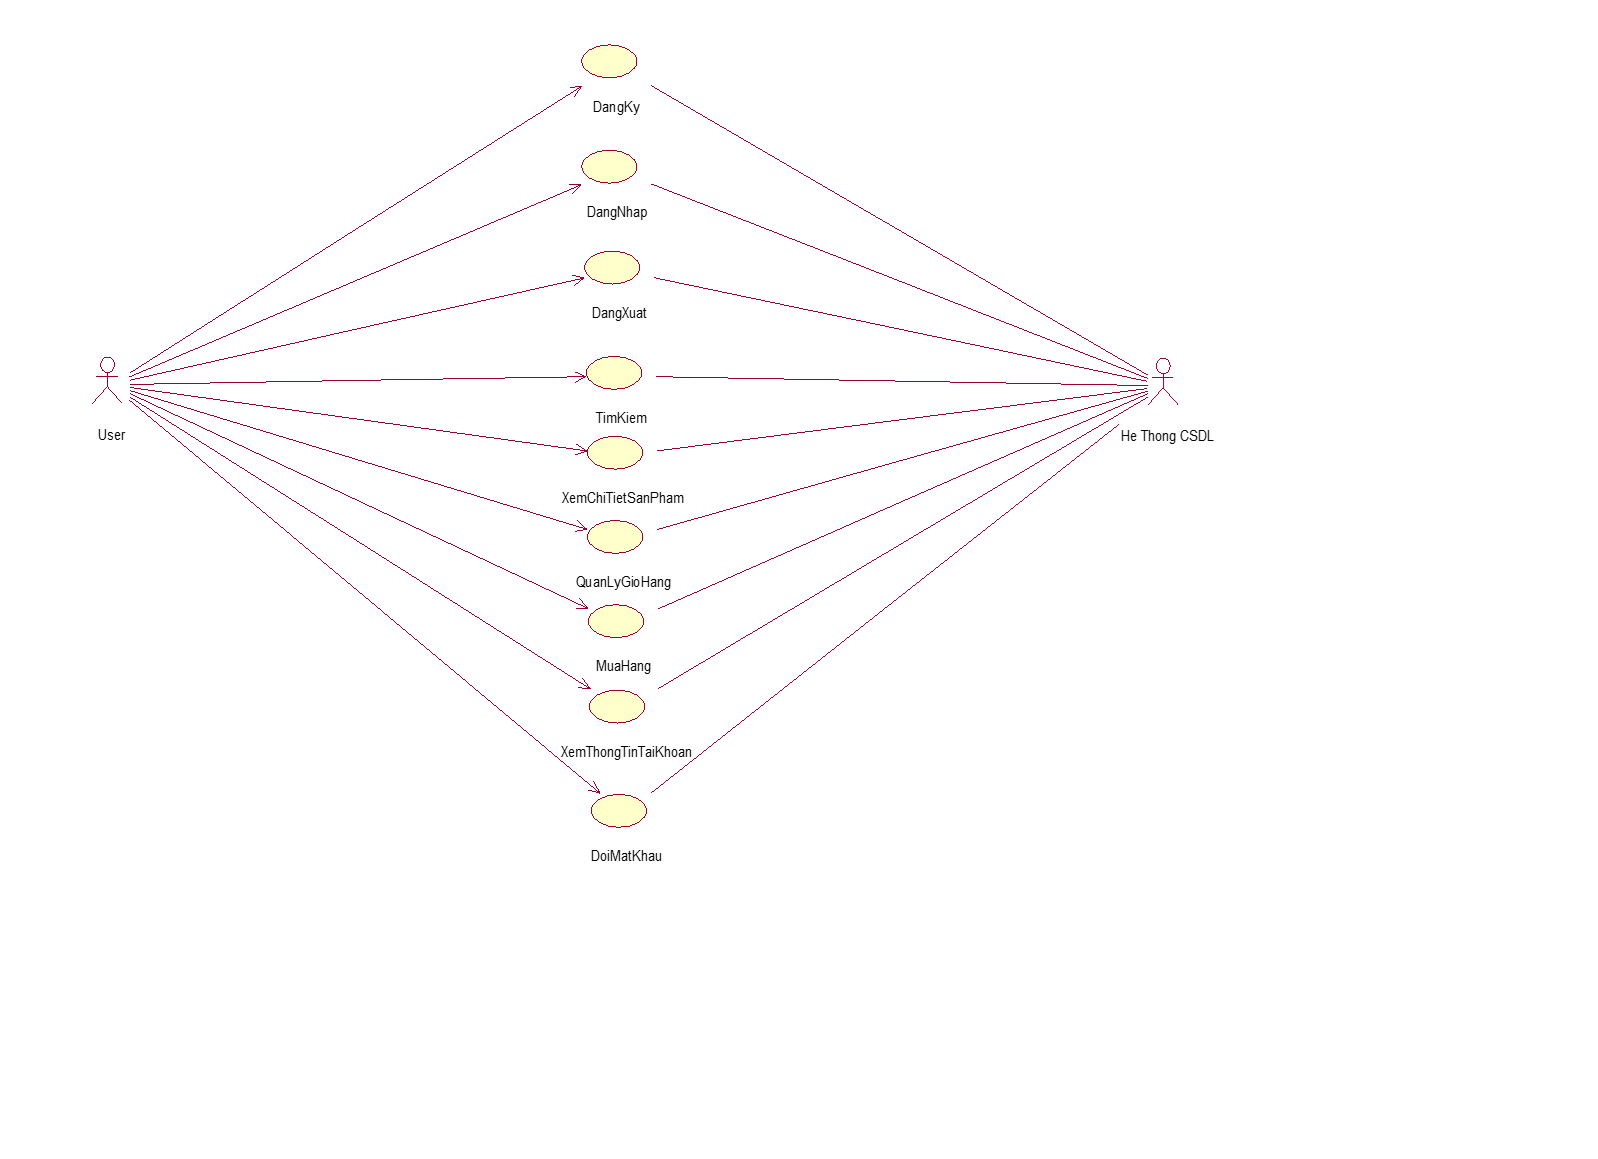 DangKy
DangNhap
DangXuat
TimKiem
User
He Thong CSDL
XemChiTietSanPham
QuanLyGioHang
MuaHang
XemThongTinTaiKhoan
DoiMatKhau